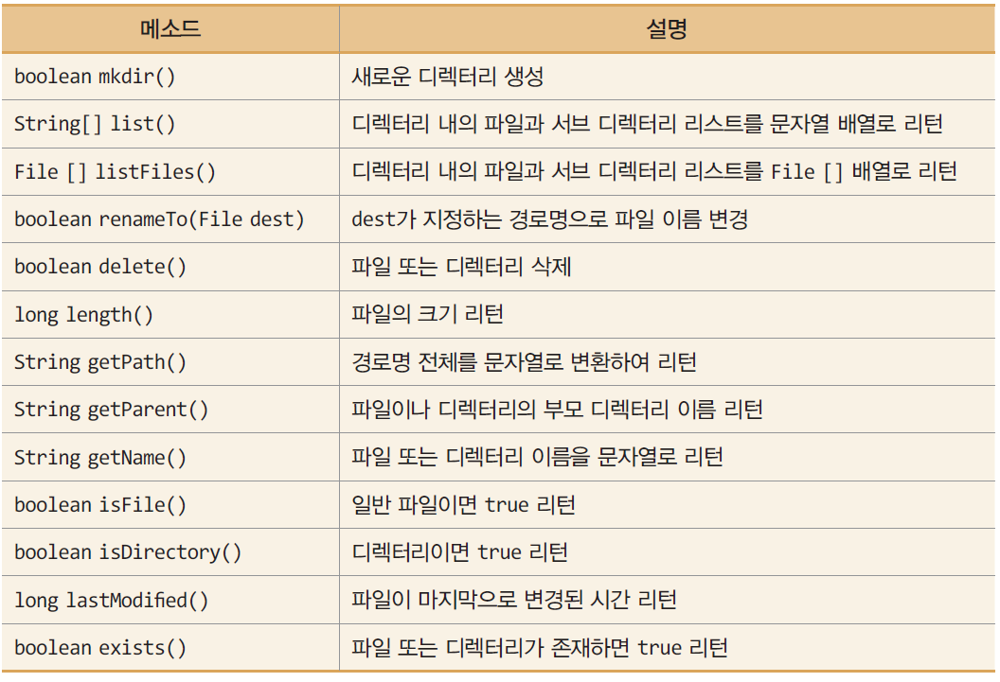 메소드 설명
boolean mkdir() 새로운 디렉터리 생성
String[] list() 디렉터리 내의 파일과 서브 디렉터리 리스트를 문자열 배열로 리턴
File [] listFiles() 디렉터리 내의 파일과 서브 디렉터리 리스트를 File [] 배열로 리턴
boolean renameTo(File dest) dest가 지정하는 경로명으로 파일 이름 변경
boolean delete() 파일 또는 디렉터리 삭제
long length() 파일의 크기 리턴
String getPath() 경로명 전체를 문자열로 변환하여 리턴
String getParent() 파일이나 디렉터리의 부모 디렉터리 이름 리턴
String getName() 파일 또는 디렉터리 이름을 문자열로 리턴
boolean isFile() 일반 파일이면 true 리턴
boolean isDirectory() 디렉터리이면 true 리턴
long lastModified() 파일이 마지막으로 변경된 시간 리턴
boolean exists() 파일 또는 디렉터리가 존재하면 true 리턴